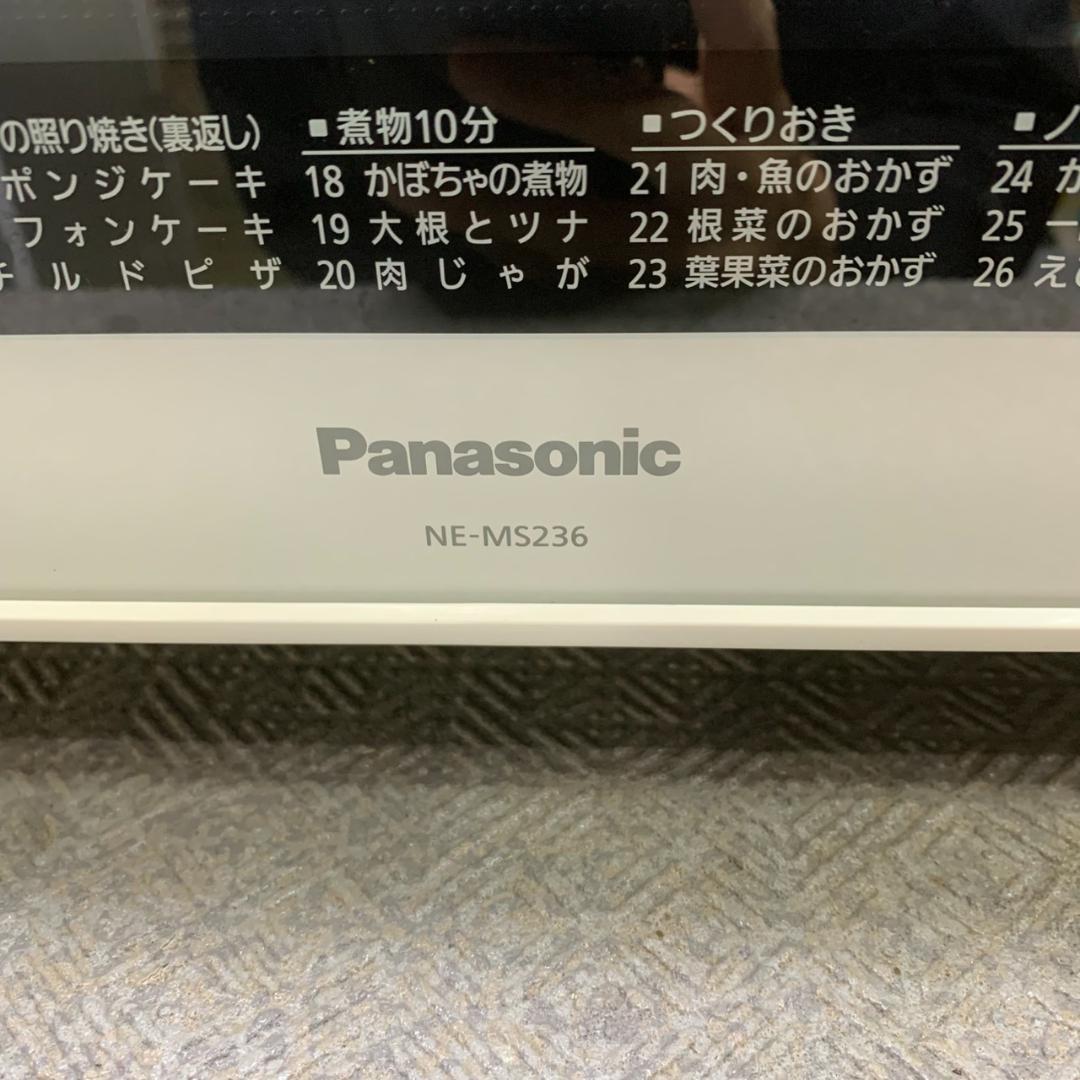 の照り焼き(裏返し)
ポンジケーキ
フォンケーキ
チルドピザ
■煮物10分
18 かぼちゃの煮物
19 大根とツナ
20 肉じゃが
■つくりおき
21 肉・魚のおかず
22 根菜のおかず
23 葉果菜のおかず
■ノ
24
25
26
Panasonic
NE-MS236